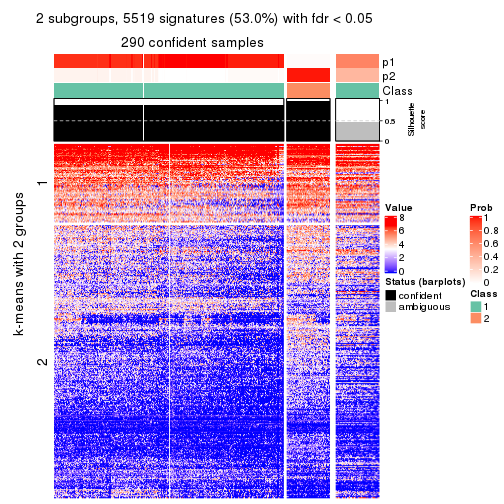 2 subgroups, 5519 signatures (53.0%) with fdr < 0.05
290 confident samples
p1
p2
Class
1
0.5
0
Silhouette
score
k-means with 2 groups
1
2
Value
8
6
4
2
0
Status (barplots)
confident
ambiguous
Prob
1
0.8
0.6
0.4
0.2
0
Class
1
2